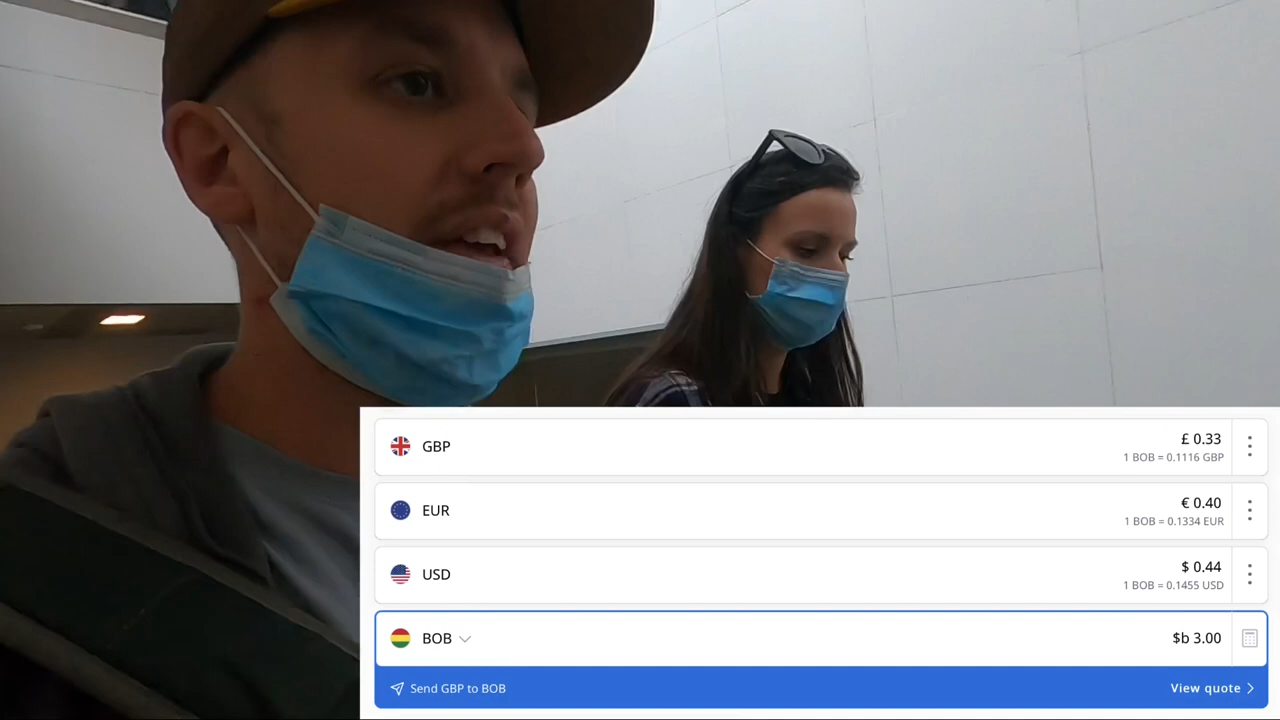 GBP
£ 0.33
1 BOB = 0.1116 GBP
EUR
€ 0.40
1 BOB = 0.1334 EUR
USD
$ 0.44
1 BOB = 0.1455 USD
BOB
$b 3.00
Send GBP to BOB
View quote